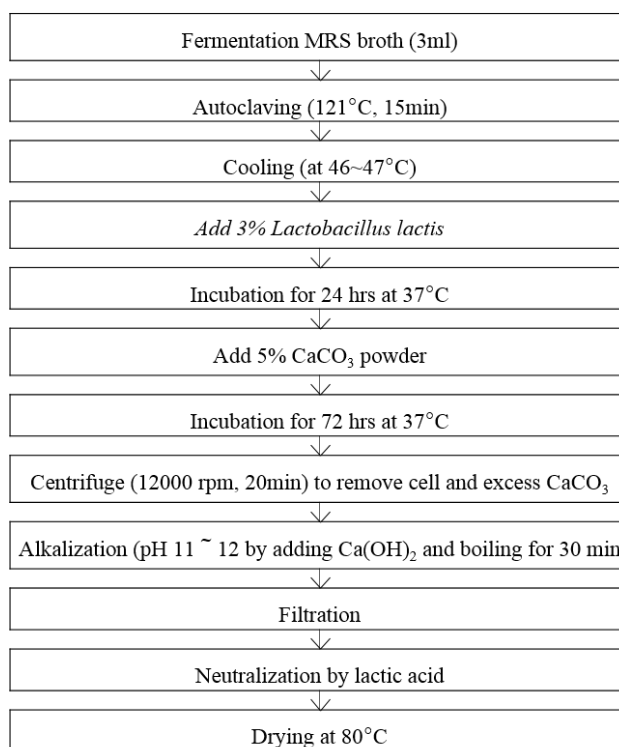 Fermentation MRS broth (3ml)
Autoclaving (121°C, 15min)
Cooling (at 46~47°C)
Add 3% Lactobacillus lactis
Incubation for 24 hrs at 37°C
Add 5% CaCO₃ powder
Incubation for 72 hrs at 37°C
Centrifuge (12000 rpm, 20min) to remove cell and excess CaCO₃
Alkalization (pH 11 ~ 12 by adding Ca(OH)₂ and boiling for 30 min
Filtration
Neutralization by lactic acid
Drying at 80°C